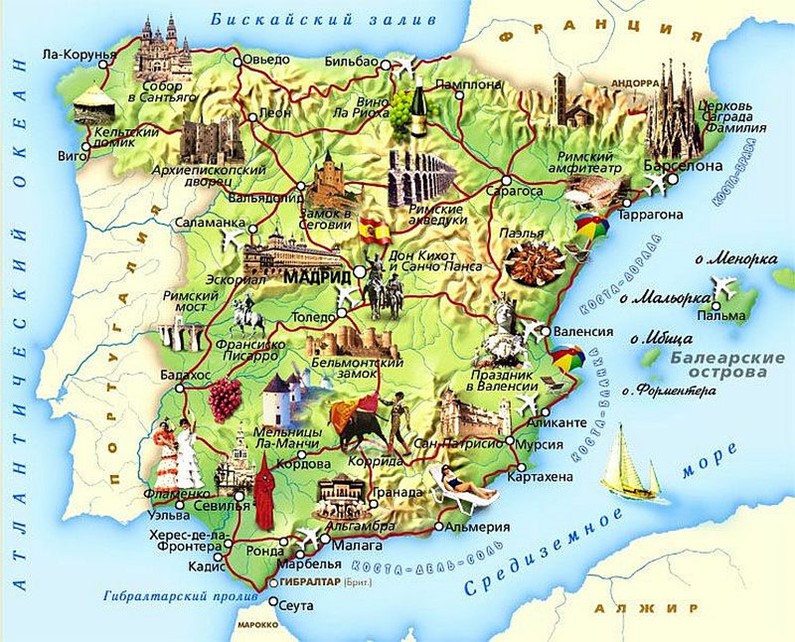 Бискайский залив
ФРАНЦИЯ
АТЛАНТИЧЕСКИЙ ОКЕАН
Ла-Корунья
Собор
в Сантьяго
Овьедо
Бильбао
Памплона
АНДОРРА
Церковь
Саграда
Фамилия
Кельтский
домик
Леон
Вино
Ла Риоха
Виго
Архиепископский
дворец
Римский
амфитеатр
Барселона
КОСТА-БРАВА
Вальядолид
Замок в
Сеговии
Римские
акведуки
Сарагоса
Таррагона
Саламанка
Паэлья
Дон Кихот
и Санчо Панса
КОСТА-ДОРАДА
о.Менорка
Эскориал
МАДРИД
о.Мальорка
Пальма
Римский
мост
Толедо
Франсиско
Писарро
Валенсия
о.Ибица
Балеарские
острова
Бельмонтский
замок
Праздник
в Валенсии
о.Форментера
ПОРТУГАЛИЯ
Бадахос
КОСТА-БЛАНКА
Аликанте
Мельницы
Ла-Манчи
Коррида
Сан-Патрисио
Мурсия
Кордова
Картахена
Средиземное море
Фламенко
Уэльва
Севилья
Гранада
Альгамбра
Альмерия
Херес-де-ла-
Фронтера
Ронда
Малага
Кадис
Марбелья
КОСТА-ДЕЛЬ-СОЛЬ
ГИБРАЛТАР (Брит.)
Гибралтарский пролив
Сеута
МАРОККО
АЛЖИР